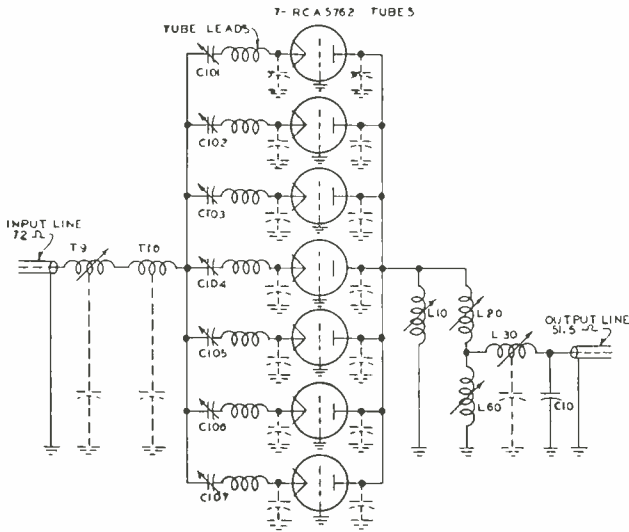 7- RCA 5762 TUBES
TUBE LEADS
C101
C102
C103
INPUT LINE
72 Ω
T9
T10
C104
L10
L20
OUTPUT LINE
51.5 Ω
L30
C105
L60
C10
C106
C107